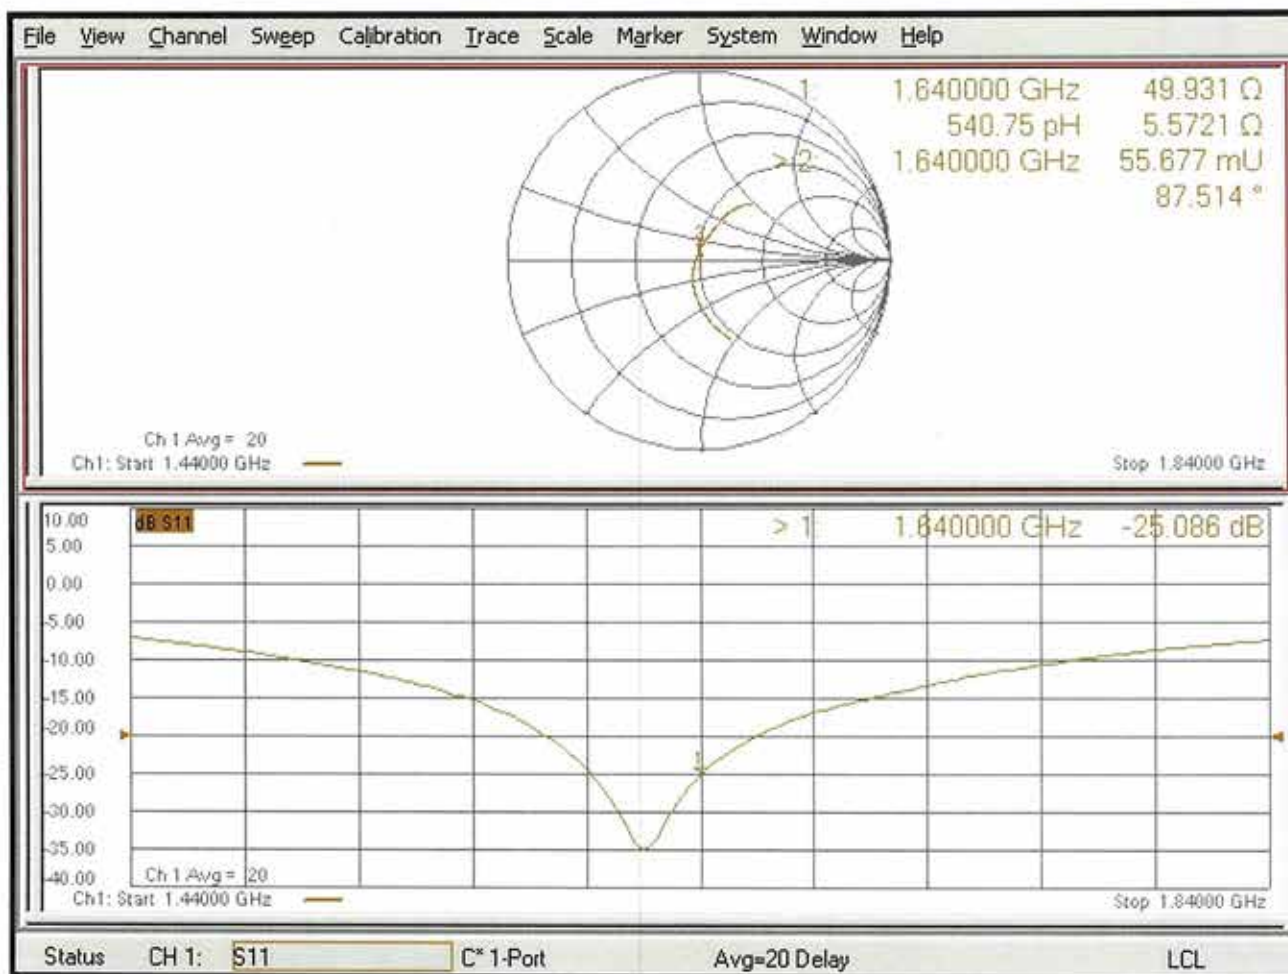 File View Channel Sweep Calibration Trace Scale Marker System Window Help
1: 1.640000 GHz 49.931 Ω
540.75 pH 5.5721 Ω
> 2: 1.640000 GHz 55.677 mU
87.514 °
Ch 1 Avg = 20
Ch1: Start 1.44000 GHz Stop 1.84000 GHz
10.00 dB S11 > 1: 1.640000 GHz -25.086 dB
5.00
0.00
-5.00
-10.00
-15.00
-20.00
-25.00
-30.00
-35.00
-40.00
Ch 1 Avg = 20
Ch1: Start 1.44000 GHz Stop 1.84000 GHz
Status CH 1: S11 C* 1-Port Avg=20 Delay LCL